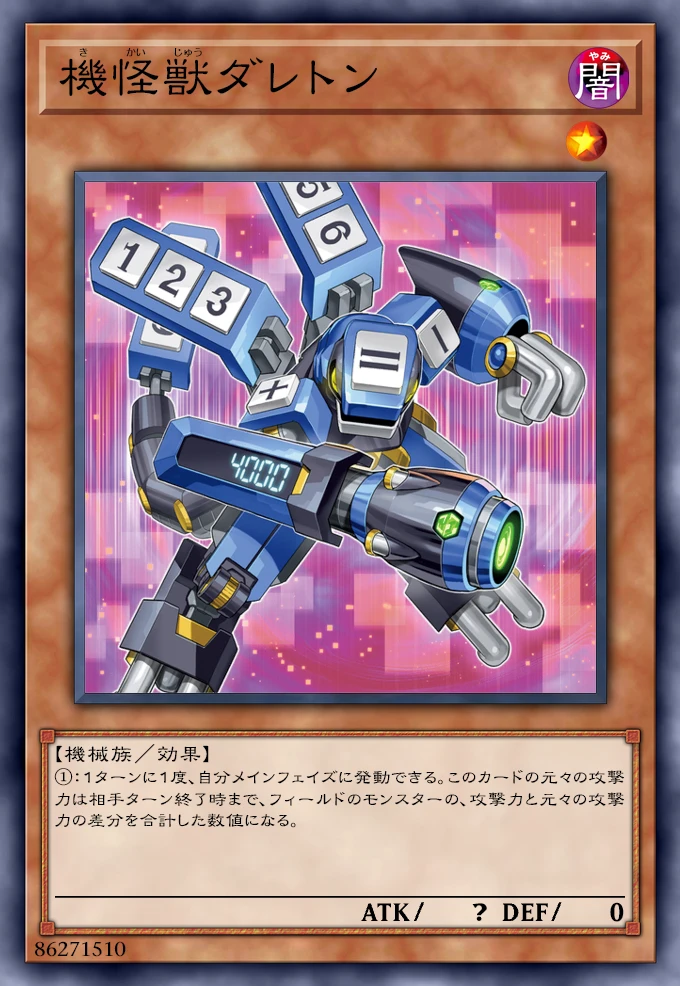 き かい じゅう
機怪獣ダレトン
やみ
闇
5 6
1 2 3
＝ －
＋
4000
【機械族／効果】
①：１ターンに１度、自分メインフェイズに発動できる。このカードの元々の攻撃
力は相手ターン終了時まで、フィールドのモンスターの、攻撃力と元々の攻撃
力の差分を合計した数値になる。
ATK/ ? DEF/ 0
86271510